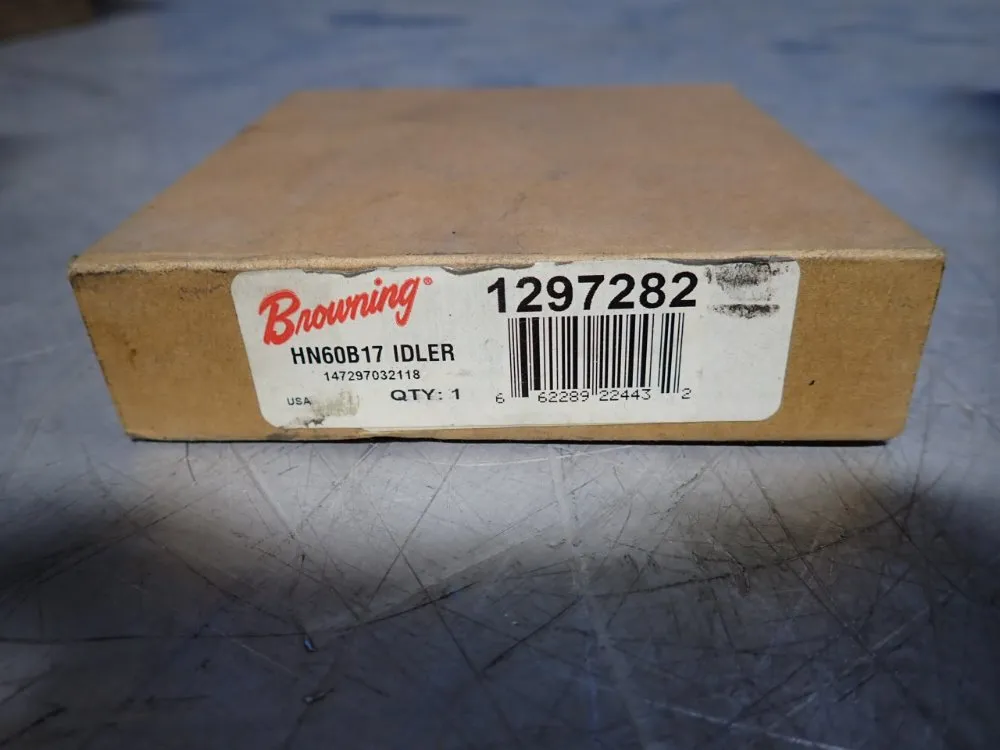 Browning®
1297282
HN60B17 IDLER
147297032118
USA
QTY: 1
6 62289 22443 2